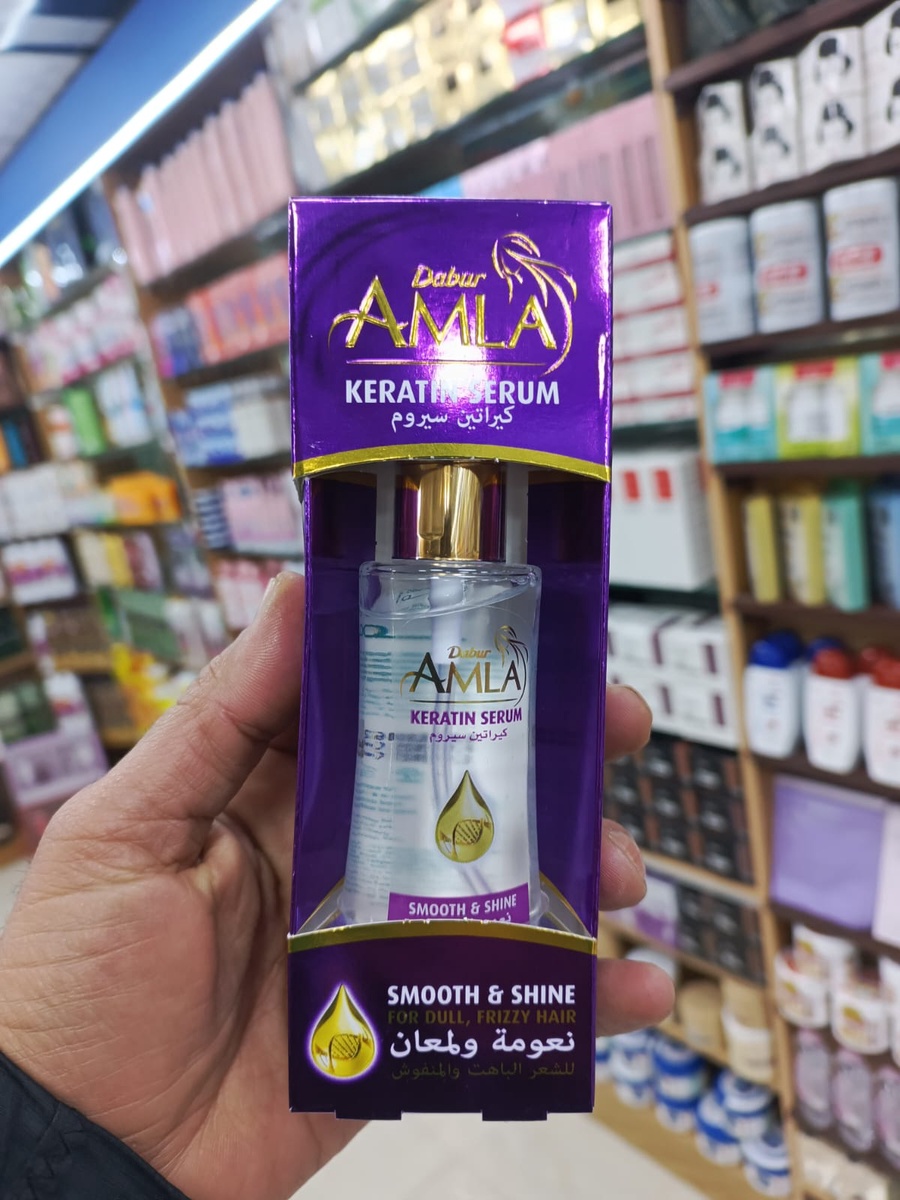 Dabur
AMLA
KERATIN SERUM
كيراتين سيروم
Dabur
AMLA
KERATIN SERUM
كيراتين سيروم
SMOOTH & SHINE
SMOOTH & SHINE
FOR DULL, FRIZZY HAIR
نعومة ولمعان
للشعر الباهت والمنفوش